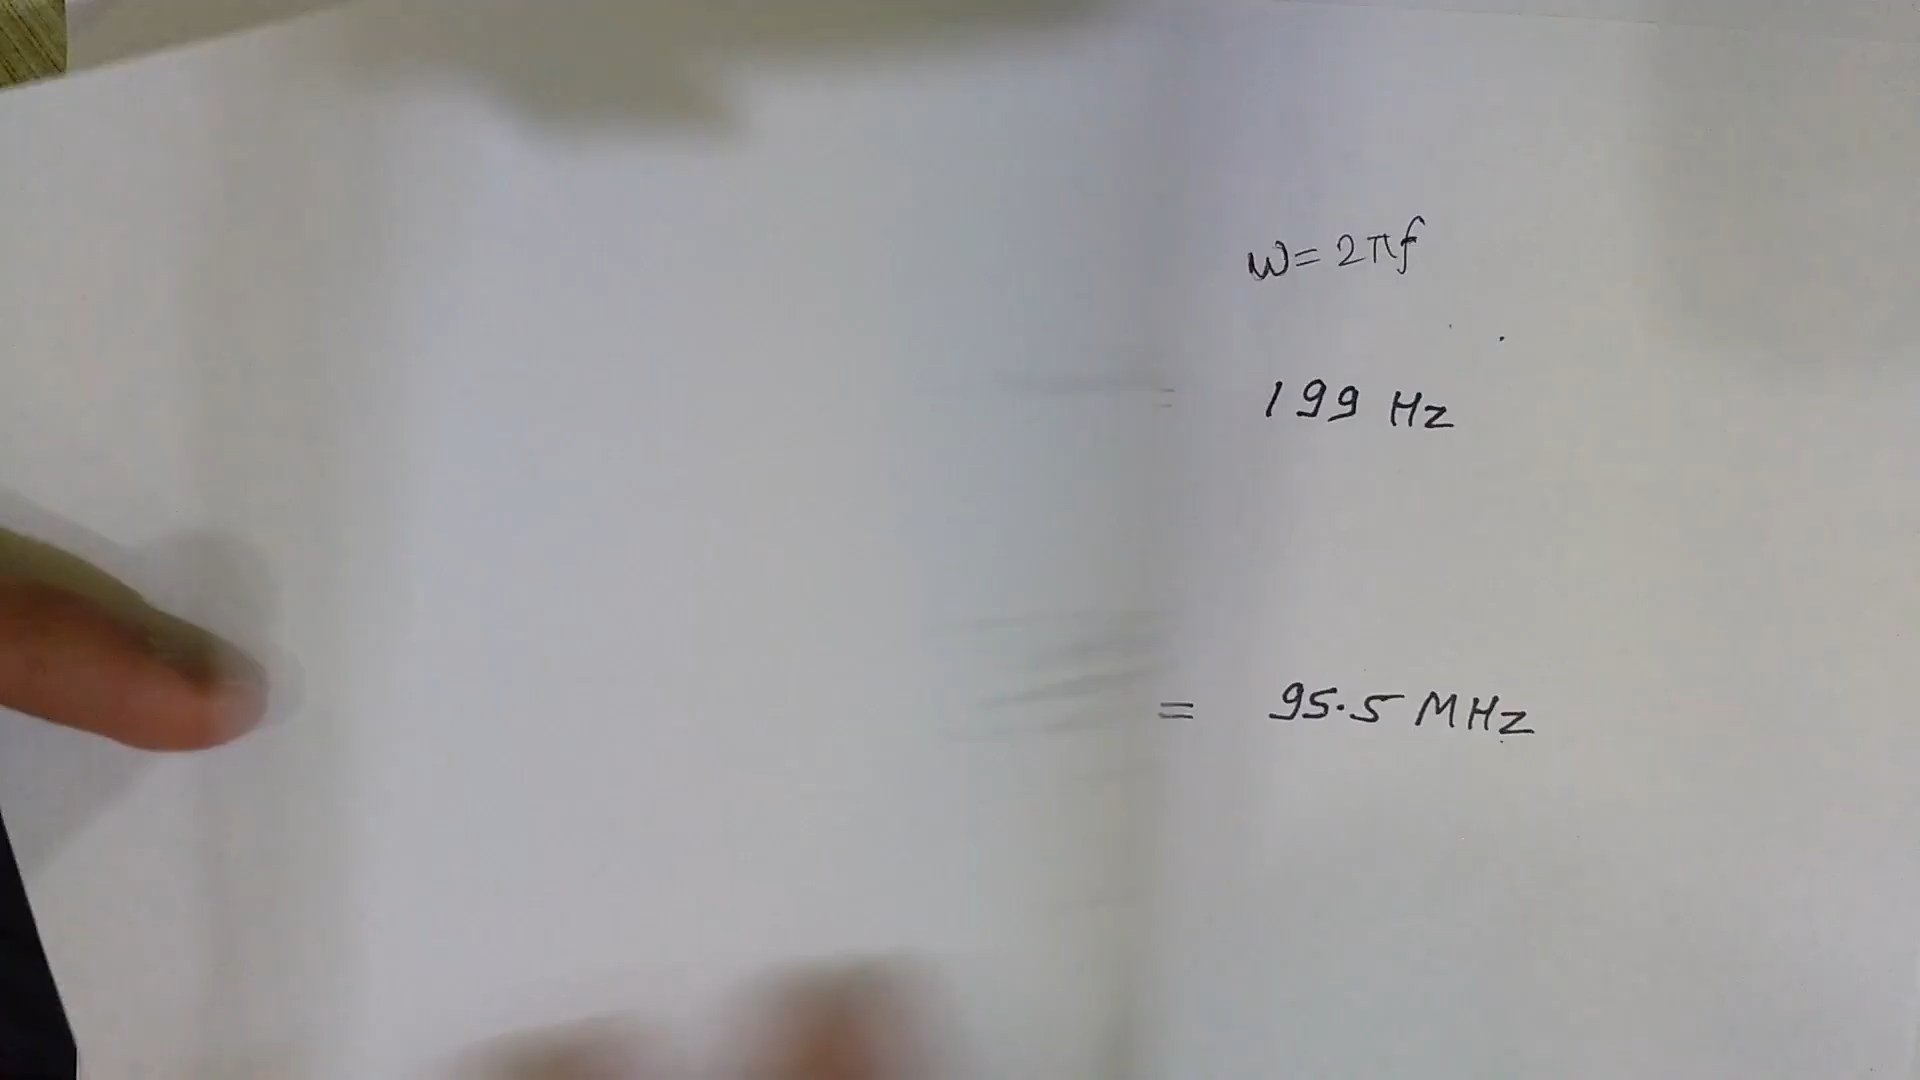 ω = 2πf
= 199 Hz
= 95.5 MHz